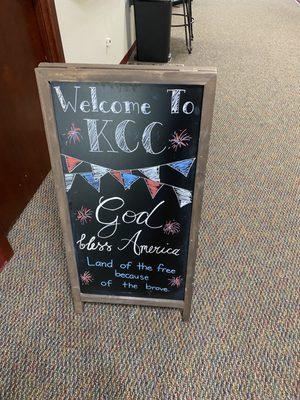 Welcome To
KCC
God
bless America
Land of the free
because
of the brave